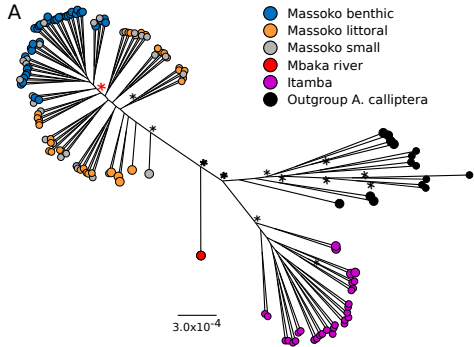 A
Massoko benthic
Massoko littoral
Massoko small
Mbaka river
Itamba
Outgroup A. calliptera
3.0x10⁻⁴